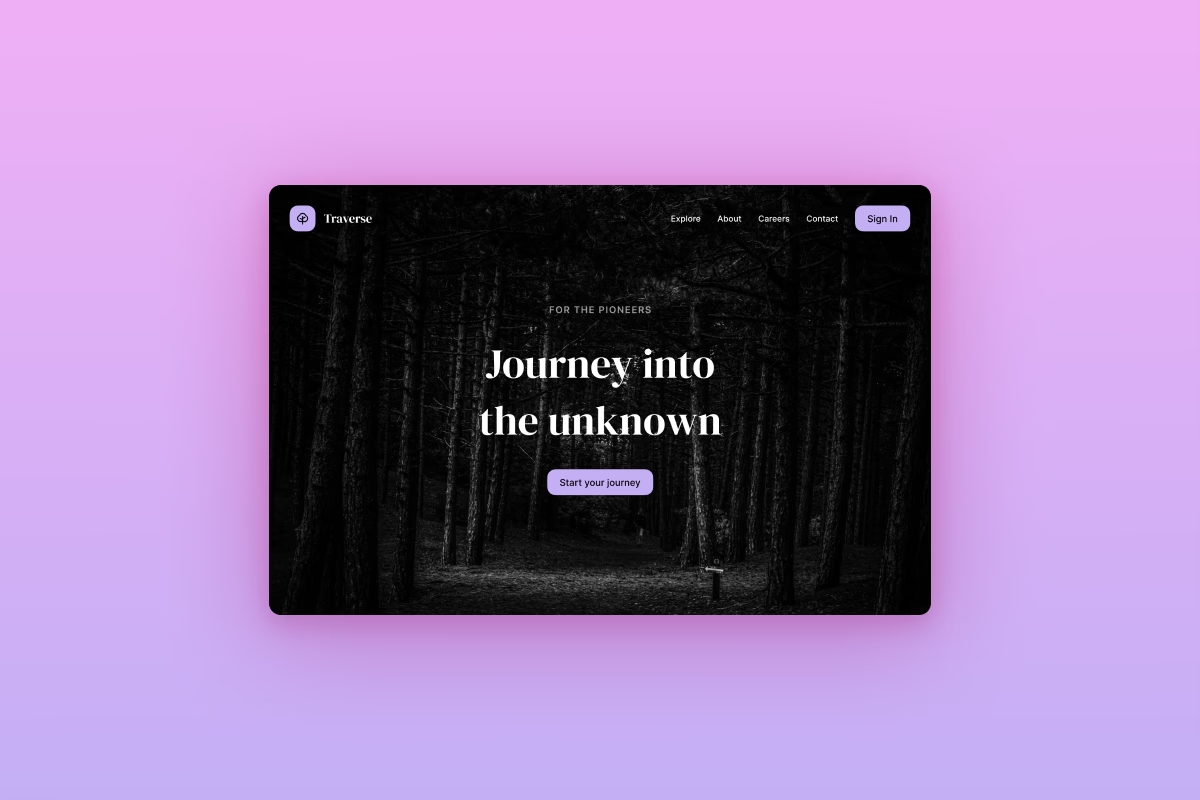 Traverse
Explore About Careers Contact Sign In
FOR THE PIONEERS
Journey into
the unknown
Start your journey